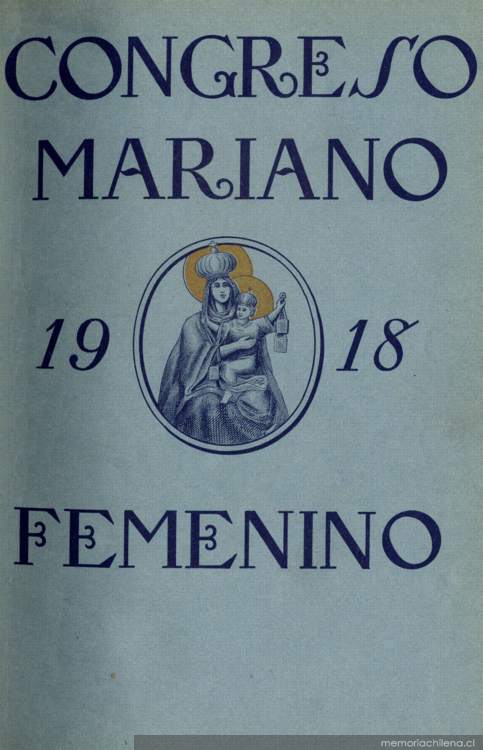 CONGRESO
MARIANO
19 18
FEMENINO
memoriachilena.cl